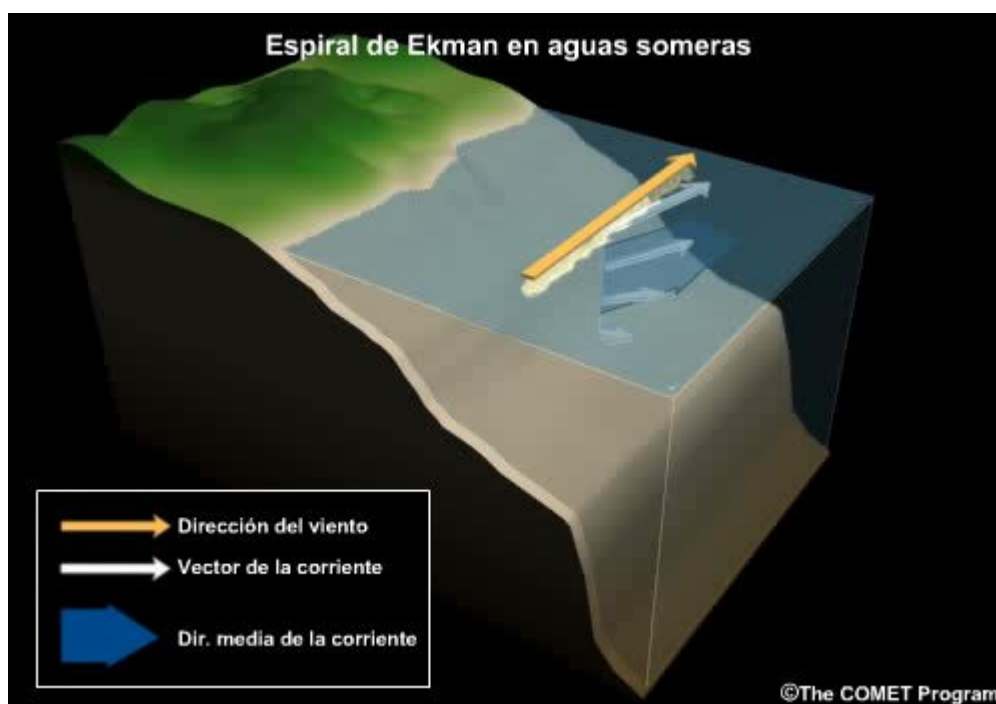 Espiral de Ekman en aguas someras
Dirección del viento
Vector de la corriente
Dir. media de la corriente
©The COMET Program